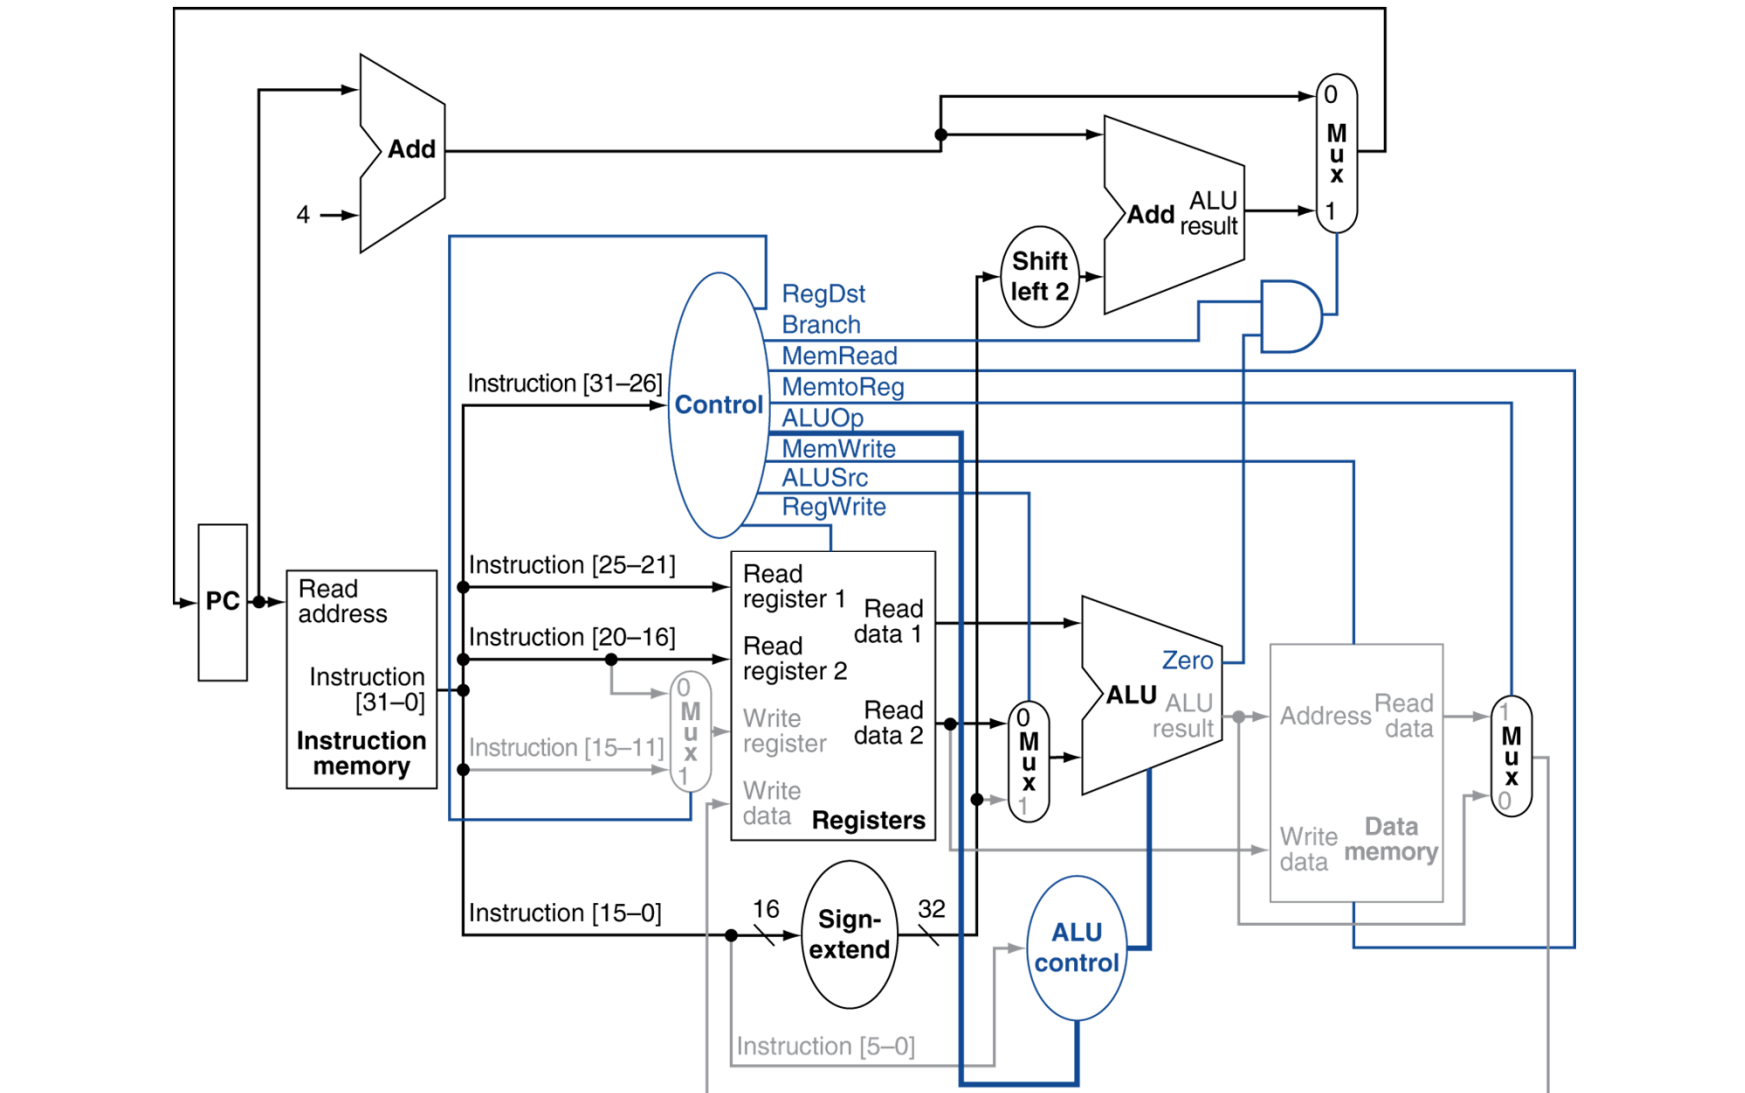 0
M
u
x
1
Add
Add
ALU
result
4
Shift
left 2
RegDst
Branch
MemRead
MemtoReg
ALUOp
MemWrite
ALUSrc
RegWrite
Instruction [31–26]
Control
Instruction [25–21]
Instruction [20–16]
Instruction [15–11]
Instruction [15–0]
Instruction [5–0]
PC
Read
address
Instruction
[31–0]
Instruction
memory
0
M
u
x
1
Read
register 1
Read
register 2
Write
register
Write
data
Read
data 1
Read
data 2
Registers
0
M
u
x
1
Zero
ALU
ALU
result
Address
Read
data
Write
data
Data
memory
1
M
u
x
0
16
Sign-
extend
32
ALU
control